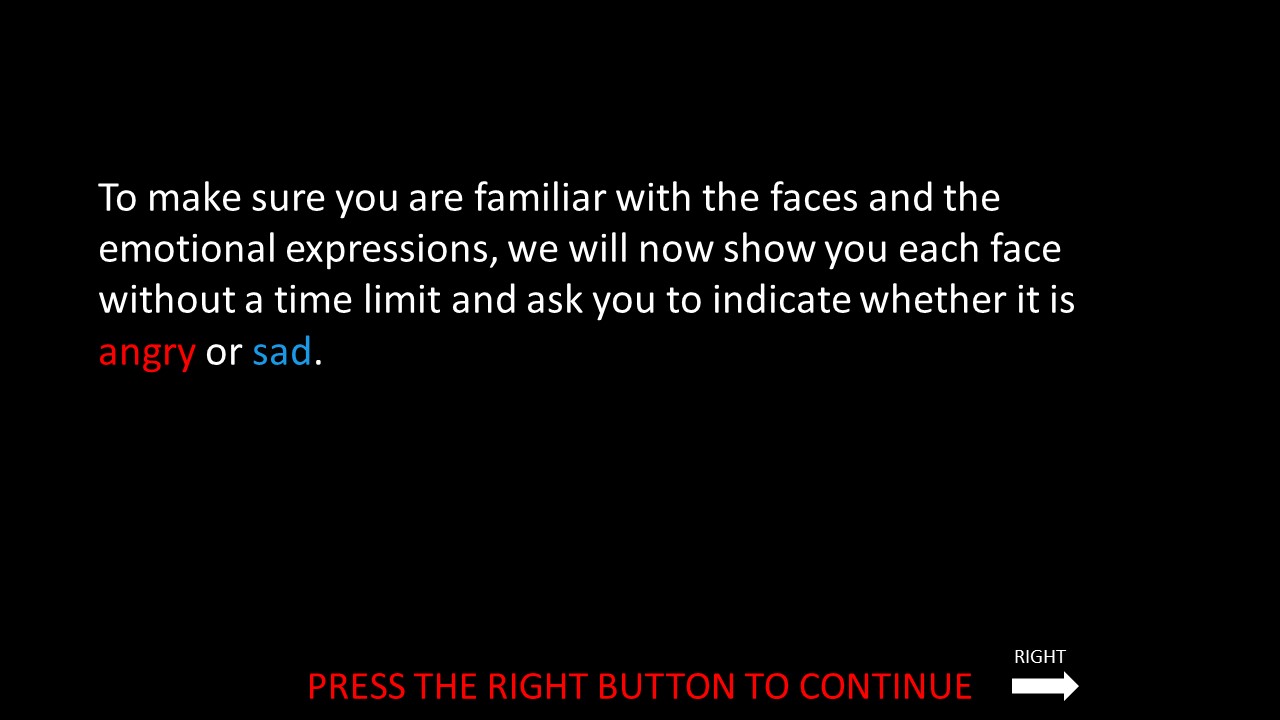 To make sure you are familiar with the faces and the
emotional expressions, we will now show you each face
without a time limit and ask you to indicate whether it is
angry or sad.
RIGHT
PRESS THE RIGHT BUTTON TO CONTINUE